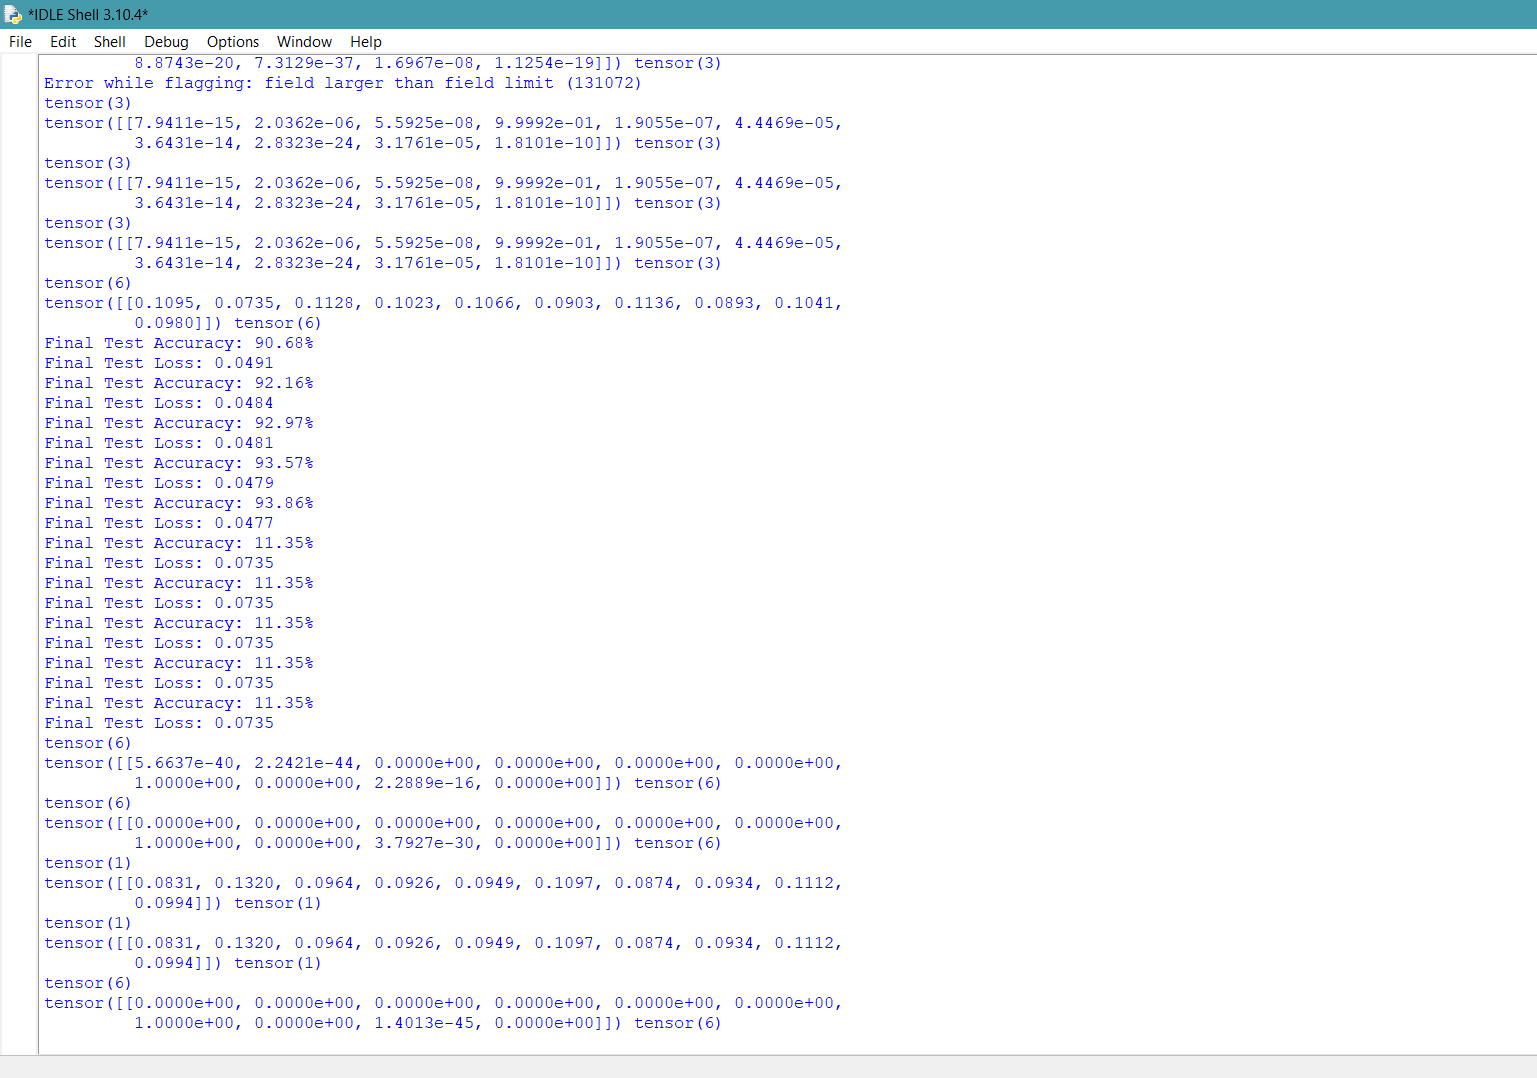 *IDLE Shell 3.10.4*
File Edit Shell Debug Options Window Help
8.8743e-20, 7.3129e-37, 1.6967e-08, 1.1254e-19]]) tensor(3)
Error while flagging: field larger than field limit (131072)
tensor(3)
tensor([[7.9411e-15, 2.0362e-06, 5.5925e-08, 9.9992e-01, 1.9055e-07, 4.4469e-05,
3.6431e-14, 2.8323e-24, 3.1761e-05, 1.8101e-10]]) tensor(3)
tensor(3)
tensor([[7.9411e-15, 2.0362e-06, 5.5925e-08, 9.9992e-01, 1.9055e-07, 4.4469e-05,
3.6431e-14, 2.8323e-24, 3.1761e-05, 1.8101e-10]]) tensor(3)
tensor(3)
tensor([[7.9411e-15, 2.0362e-06, 5.5925e-08, 9.9992e-01, 1.9055e-07, 4.4469e-05,
3.6431e-14, 2.8323e-24, 3.1761e-05, 1.8101e-10]]) tensor(3)
tensor(6)
tensor([[0.1095, 0.0735, 0.1128, 0.1023, 0.1066, 0.0903, 0.1136, 0.0893, 0.1041,
0.0980]]) tensor(6)
Final Test Accuracy: 90.68%
Final Test Loss: 0.0491
Final Test Accuracy: 92.16%
Final Test Loss: 0.0484
Final Test Accuracy: 92.97%
Final Test Loss: 0.0481
Final Test Accuracy: 93.57%
Final Test Loss: 0.0479
Final Test Accuracy: 93.86%
Final Test Loss: 0.0477
Final Test Accuracy: 11.35%
Final Test Loss: 0.0735
Final Test Accuracy: 11.35%
Final Test Loss: 0.0735
Final Test Accuracy: 11.35%
Final Test Loss: 0.0735
Final Test Accuracy: 11.35%
Final Test Loss: 0.0735
Final Test Accuracy: 11.35%
Final Test Loss: 0.0735
tensor(6)
tensor([[5.6637e-40, 2.2421e-44, 0.0000e+00, 0.0000e+00, 0.0000e+00, 0.0000e+00,
1.0000e+00, 0.0000e+00, 2.2889e-16, 0.0000e+00]]) tensor(6)
tensor(6)
tensor([[0.0000e+00, 0.0000e+00, 0.0000e+00, 0.0000e+00, 0.0000e+00, 0.0000e+00,
1.0000e+00, 0.0000e+00, 3.7927e-30, 0.0000e+00]]) tensor(6)
tensor(1)
tensor([[0.0831, 0.1320, 0.0964, 0.0926, 0.0949, 0.1097, 0.0874, 0.0934, 0.1112,
0.0994]]) tensor(1)
tensor(1)
tensor([[0.0831, 0.1320, 0.0964, 0.0926, 0.0949, 0.1097, 0.0874, 0.0934, 0.1112,
0.0994]]) tensor(1)
tensor(6)
tensor([[0.0000e+00, 0.0000e+00, 0.0000e+00, 0.0000e+00, 0.0000e+00, 0.0000e+00,
1.0000e+00, 0.0000e+00, 1.4013e-45, 0.0000e+00]]) tensor(6)